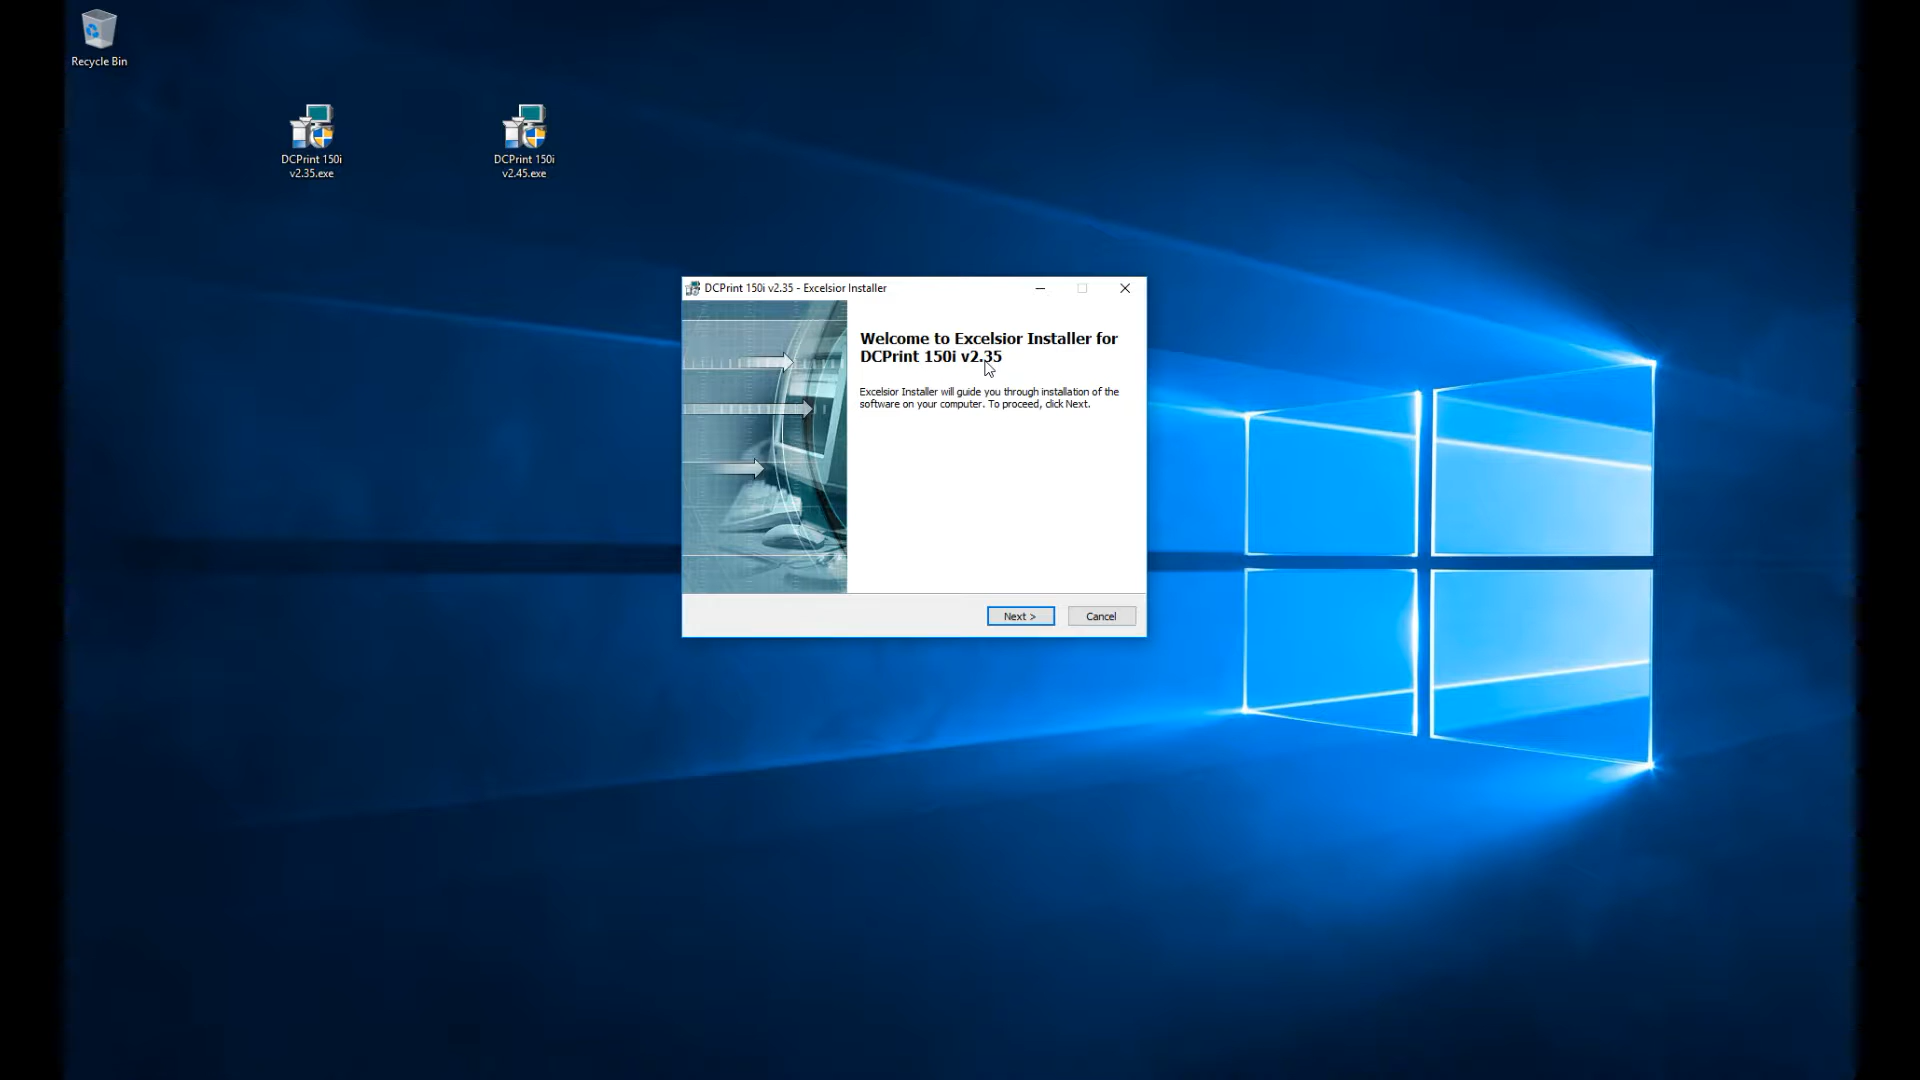 Recycle Bin
DCPrint 150i
v2.35.exe
DCPrint 150i
v2.45.exe
DCPrint 150i v2.35 - Excelsior Installer
Welcome to Excelsior Installer for
DCPrint 150i v2.35
Excelsior Installer will guide you through installation of the
software on your computer. To proceed, click Next.
Next >
Cancel